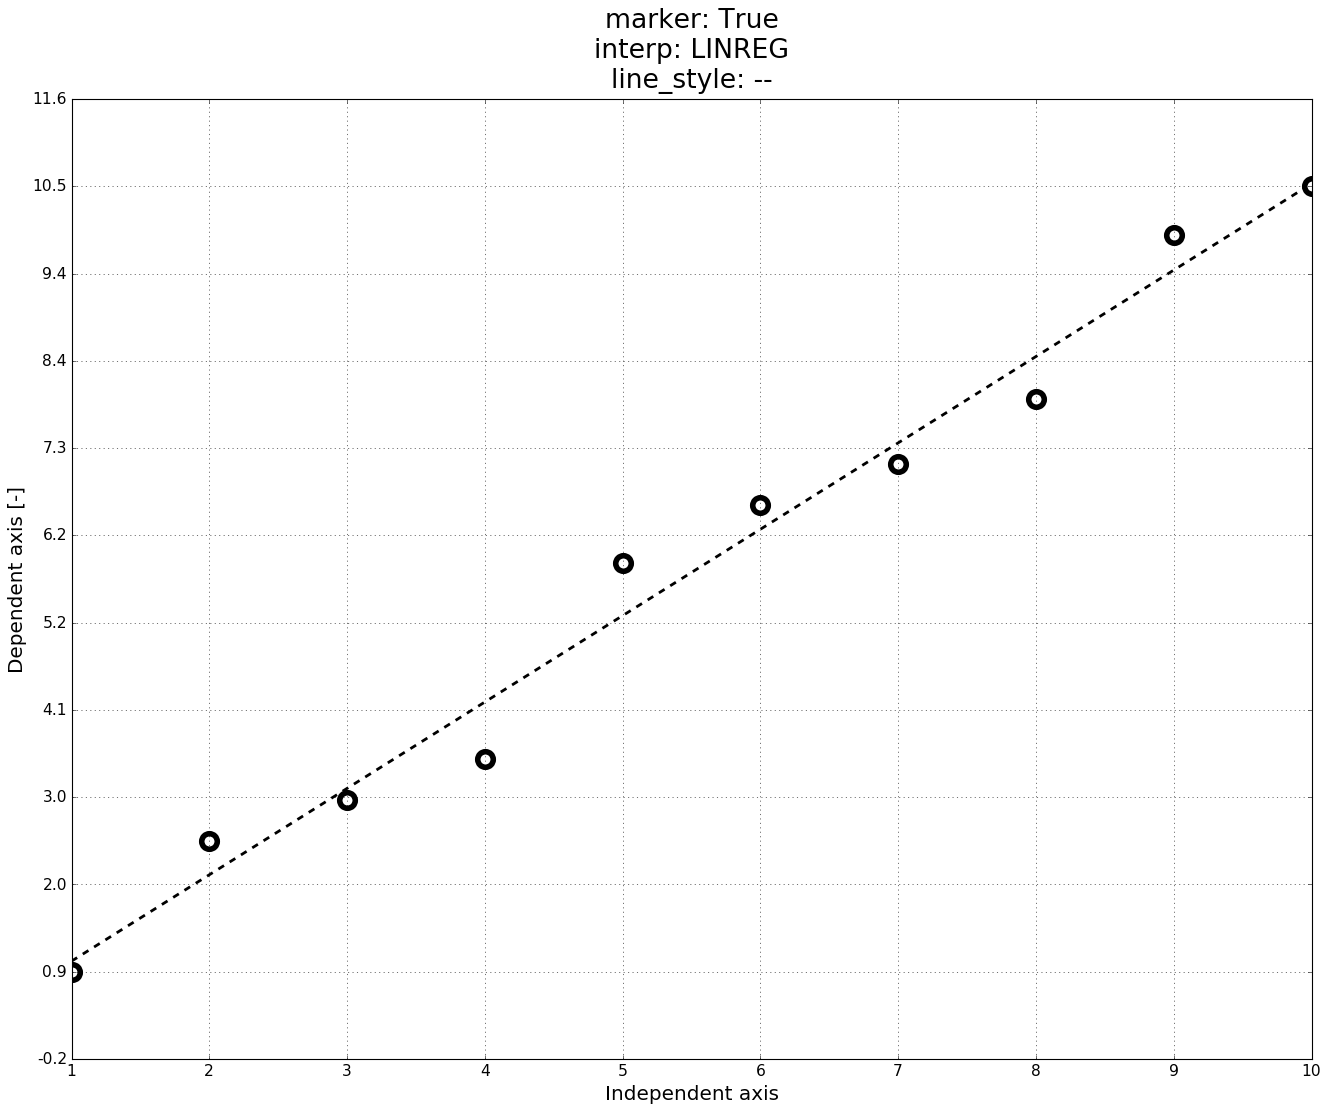 marker: True
interp: LINREG
line_style: --
11.6
10.5
9.4
8.4
7.3
6.2
5.2
4.1
3.0
2.0
0.9
-0.2
Dependent axis [-]
1 2 3 4 5 6 7 8 9 10
Independent axis